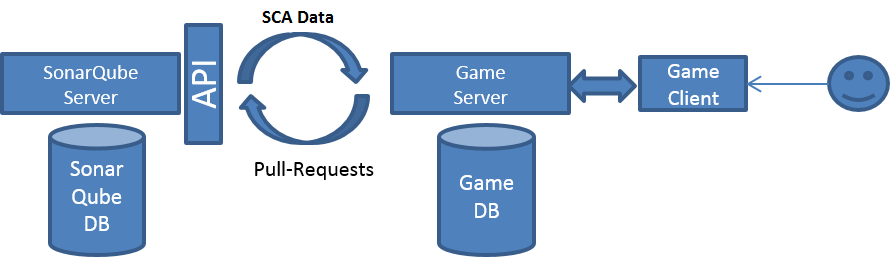 SCA Data
SonarQube
Server
API
Game
Server
Game
Client
Pull-Requests
Sonar
Qube
DB
Game
DB